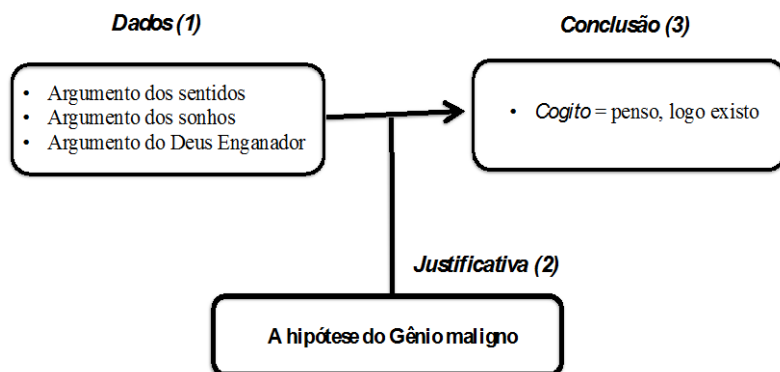 Dados (1)
• Argumento dos sentidos
• Argumento dos sonhos
• Argumento do Deus Enganador
Conclusão (3)
• Cogito = penso, logo existo
Justificativa (2)
A hipótese do Gênio maligno